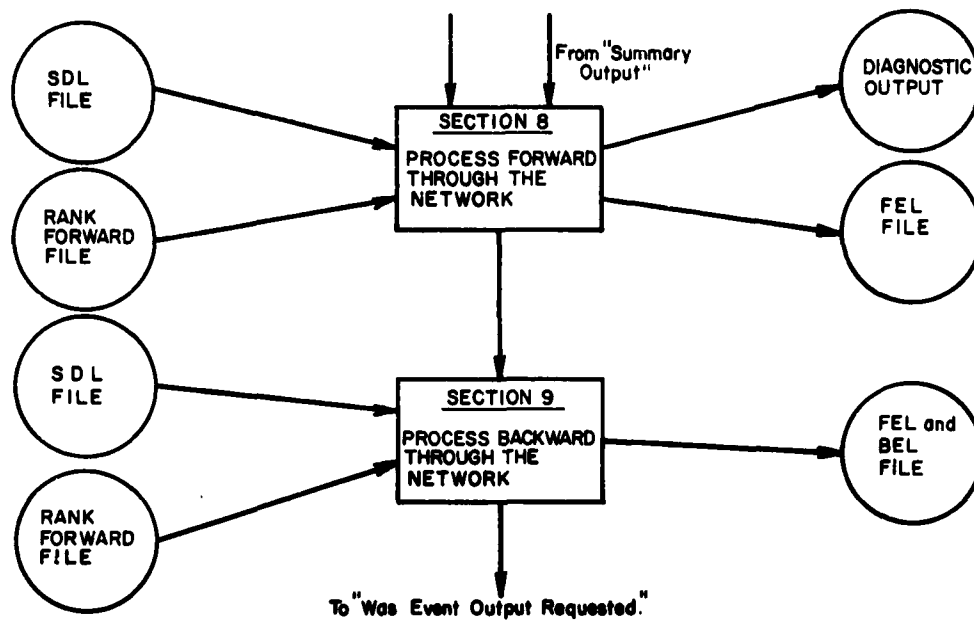 From "Summary
Output"
SDL
FILE
DIAGNOSTIC
OUTPUT
SECTION 8
PROCESS FORWARD
THROUGH THE
NETWORK
RANK
FORWARD
FILE
FEL
FILE
SDL
FILE
SECTION 9
PROCESS BACKWARD
THROUGH THE
NETWORK
FEL and
BEL
FILE
RANK
FORWARD
FILE
To "Was Event Output Requested."